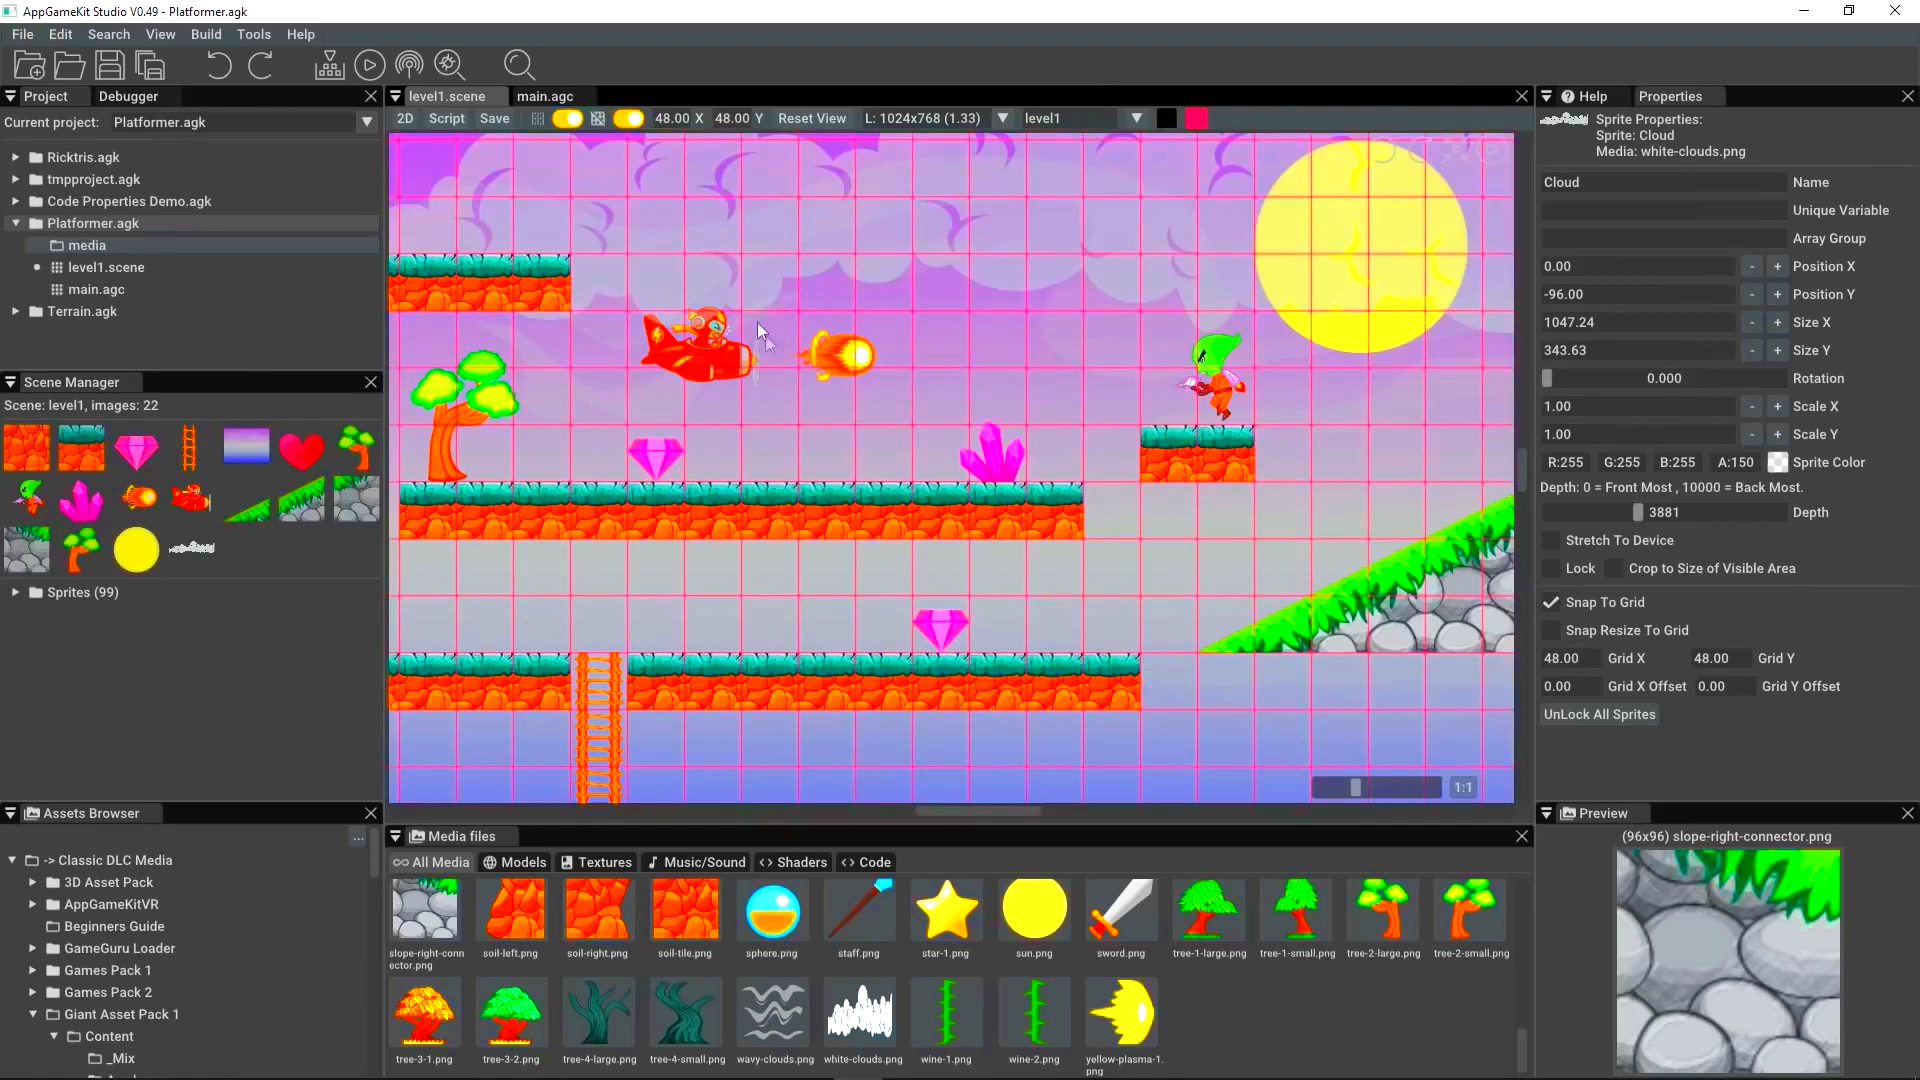 AppGameKit Studio V0.49 - Platformer.agk
File Edit Search View Build Tools Help
Project Debugger
Current project: Platformer.agk
Ricktris.agk
tmpproject.agk
Code Properties Demo.agk
Platformer.agk
media
level1.scene
main.agc
Terrain.agk
Scene Manager
Scene: level1, images: 22
Sprites (99)
Assets Browser
...
-> Classic DLC Media
3D Asset Pack
AppGameKitVR
Beginners Guide
GameGuru Loader
Games Pack 1
Games Pack 2
Giant Asset Pack 1
Content
_Mix
level1.scene main.agc
2D Script Save 48.00 X 48.00 Y Reset View L: 1024x768 (1.33) level1
1:1
Media files
All Media Models Textures Music/Sound Shaders Code
slope-right-conn
ector.png
soil-left.png
soil-right.png
soil-tile.png
sphere.png
staff.png
star-1.png
sun.png
sword.png
tree-1-large.png
tree-1-small.png
tree-2-large.png
tree-2-small.png
tree-3-1.png
tree-3-2.png
tree-4-large.png
tree-4-small.png
wavy-clouds.png
white-clouds.png
wine-1.png
wine-2.png
yellow-plasma-1.
png
Help Properties
Sprite Properties:
Sprite: Cloud
Media: white-clouds.png
Cloud Name
Unique Variable
Array Group
0.00 - + Position X
-96.00 - + Position Y
1047.24 - + Size X
343.63 - + Size Y
0.000 Rotation
1.00 - + Scale X
1.00 - + Scale Y
R:255 G:255 B:255 A:150 Sprite Color
Depth: 0 = Front Most , 10000 = Back Most.
3881 Depth
Stretch To Device
Lock Crop to Size of Visible Area
Snap To Grid
Snap Resize To Grid
48.00 Grid X 48.00 Grid Y
0.00 Grid X Offset 0.00 Grid Y Offset
UnLock All Sprites
Preview
(96x96) slope-right-connector.png